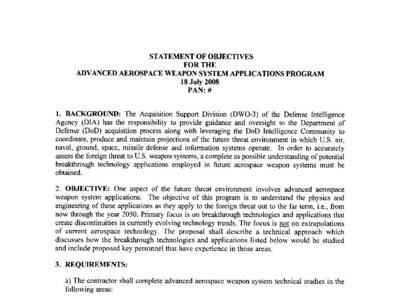 STATEMENT OF OBJECTIVES
FOR THE
ADVANCED AEROSPACE WEAPON SYSTEM APPLICATIONS PROGRAM
18 July 2008
PAN: #
1. BACKGROUND: The Acquisition Support Division (DWO-3) of the Defense Intelligence
Agency (DIA) has the responsibility to provide guidance and oversight to the Department of
Defense (DoD) acquisition process along with leveraging the DoD Intelligence Community to
coordinate, produce and maintain projections of the future threat environment in which U.S. air,
naval, ground, space, missile defense and information systems operate. In order to accurately
assess the foreign threat to U.S. weapon systems, a complete as possible understanding of potential
breakthrough technology applications employed in future aerospace weapon systems must be
obtained.
2. OBJECTIVE: One aspect of the future threat environment involves advanced aerospace
weapon system applications. The objective of this program is to understand the physics and
engineering of these applications as they apply to the foreign threat out to the far term, i.e., from
now through the year 2050. Primary focus is on breakthrough technologies and applications that
create discontinuities in currently evolving technology trends. The focus is not on extrapolations
of current aerospace technology. The proposal shall describe a technical approach which
discusses how the breakthrough technologies and applications listed below would be studied
and include proposed key personnel that have experience in those areas.
3. REQUIREMENTS:
a) The contractor shall complete advanced aerospace weapon system technical studies in the
following areas: